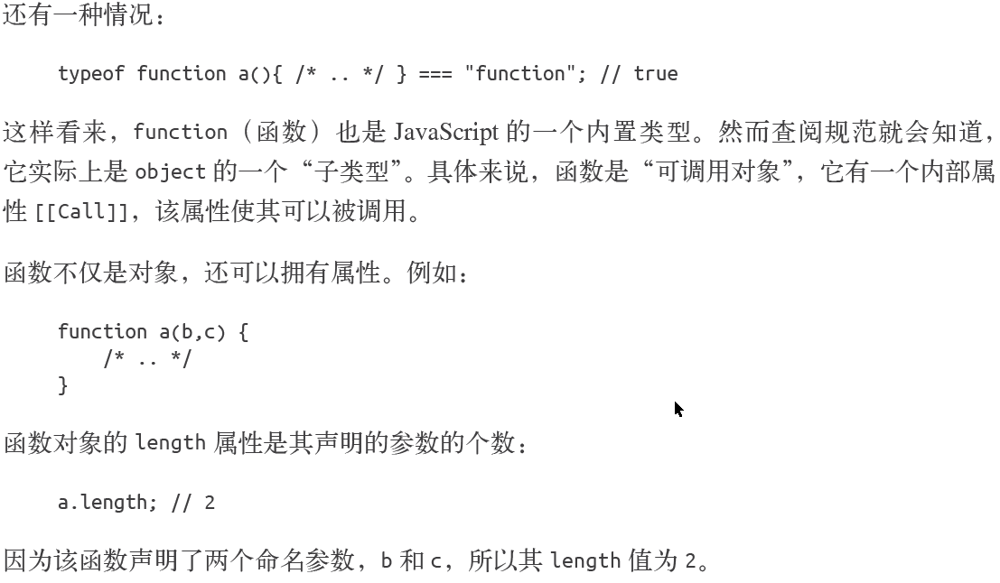 还有一种情况：
typeof function a(){ /* .. */ } === "function"; // true
这样看来，function（函数）也是 JavaScript 的一个内置类型。然而查阅规范就会知道，
它实际上是 object 的一个“子类型”。具体来说，函数是“可调用对象”，它有一个内部属
性 [[Call]]，该属性使其可以被调用。
函数不仅是对象，还可以拥有属性。例如：
function a(b,c) {
/* .. */
}
函数对象的 length 属性是其声明的参数的个数：
a.length; // 2
因为该函数声明了两个命名参数，b 和 c，所以其 length 值为 2。